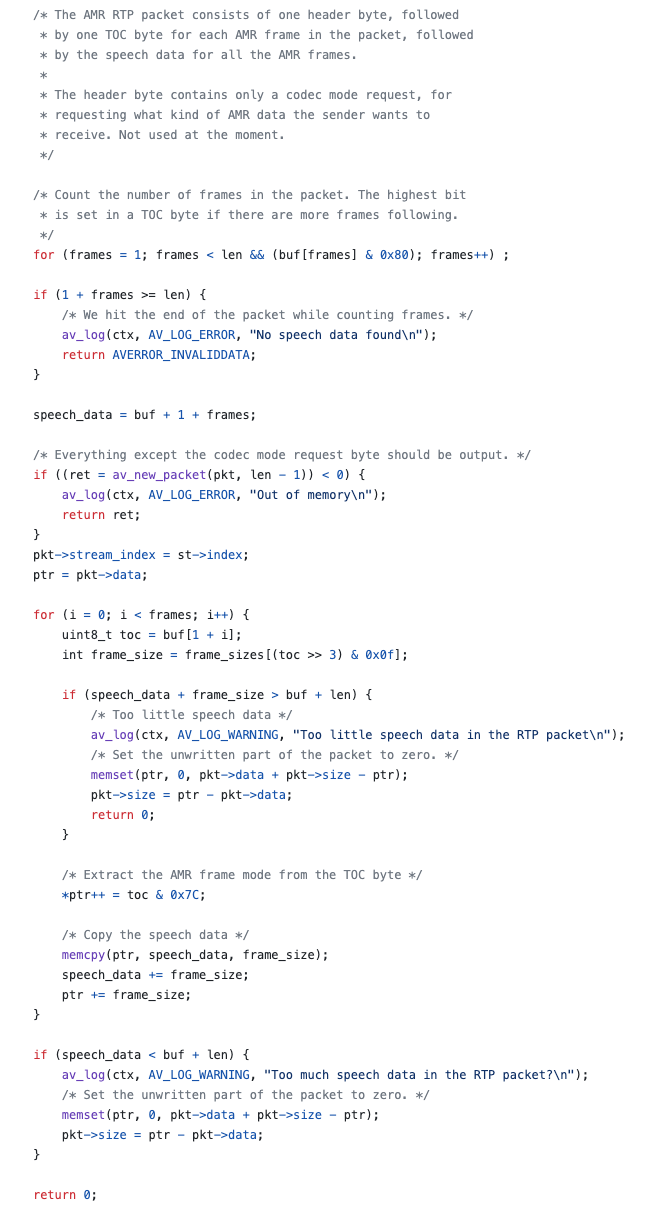 /* The AMR RTP packet consists of one header byte, followed
 * by one TOC byte for each AMR frame in the packet, followed
 * by the speech data for all the AMR frames.
 *
 * The header byte contains only a codec mode request, for
 * requesting what kind of AMR data the sender wants to
 * receive. Not used at the moment.
 */

/* Count the number of frames in the packet. The highest bit
 * is set in a TOC byte if there are more frames following.
 */
for (frames = 1; frames < len && (buf[frames] & 0x80); frames++) ;

if (1 + frames >= len) {
    /* We hit the end of the packet while counting frames. */
    av_log(ctx, AV_LOG_ERROR, "No speech data found\n");
    return AVERROR_INVALIDDATA;
}

speech_data = buf + 1 + frames;

/* Everything except the codec mode request byte should be output. */
if ((ret = av_new_packet(pkt, len - 1)) < 0) {
    av_log(ctx, AV_LOG_ERROR, "Out of memory\n");
    return ret;
}
pkt->stream_index = st->index;
ptr = pkt->data;

for (i = 0; i < frames; i++) {
    uint8_t toc = buf[1 + i];
    int frame_size = frame_sizes[(toc >> 3) & 0x0f];

    if (speech_data + frame_size > buf + len) {
        /* Too little speech data */
        av_log(ctx, AV_LOG_WARNING, "Too little speech data in the RTP packet\n");
        /* Set the unwritten part of the packet to zero. */
        memset(ptr, 0, pkt->data + pkt->size - ptr);
        pkt->size = ptr - pkt->data;
        return 0;
    }

    /* Extract the AMR frame mode from the TOC byte */
    *ptr++ = toc & 0x7C;

    /* Copy the speech data */
    memcpy(ptr, speech_data, frame_size);
    speech_data += frame_size;
    ptr += frame_size;
}

if (speech_data < buf + len) {
    av_log(ctx, AV_LOG_WARNING, "Too much speech data in the RTP packet?\n");
    /* Set the unwritten part of the packet to zero. */
    memset(ptr, 0, pkt->data + pkt->size - ptr);
    pkt->size = ptr - pkt->data;
}

return 0;